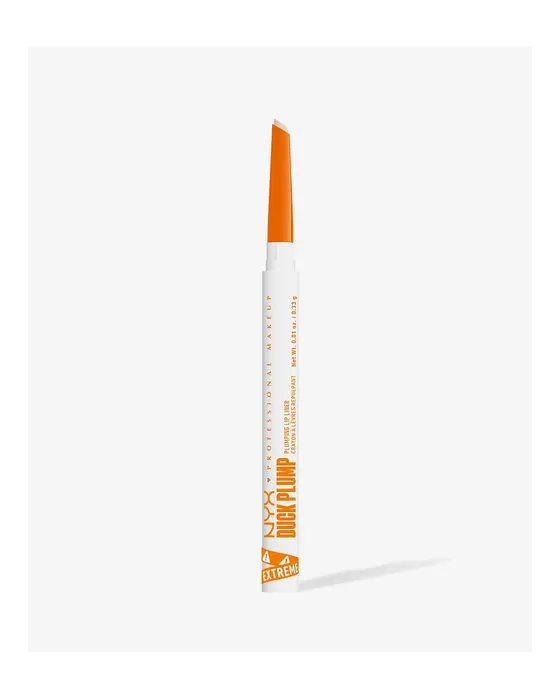 NYX ♥ PROFESSIONAL MAKEUP
DUCK PLUMP
PLUMPING LIP LINER
CRAYON À LÈVRES REPULPANT
Net Wt. 0.01 oz. / 0.33 g
EXTREME